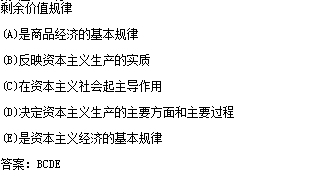 剩余价值规律
(A)是商品经济的基本规律
(B)反映资本主义生产的实质
(C)在资本主义社会起主导作用
(D)决定资本主义生产的主要方面和主要过程
(E)是资本主义经济的基本规律
答案：BCDE